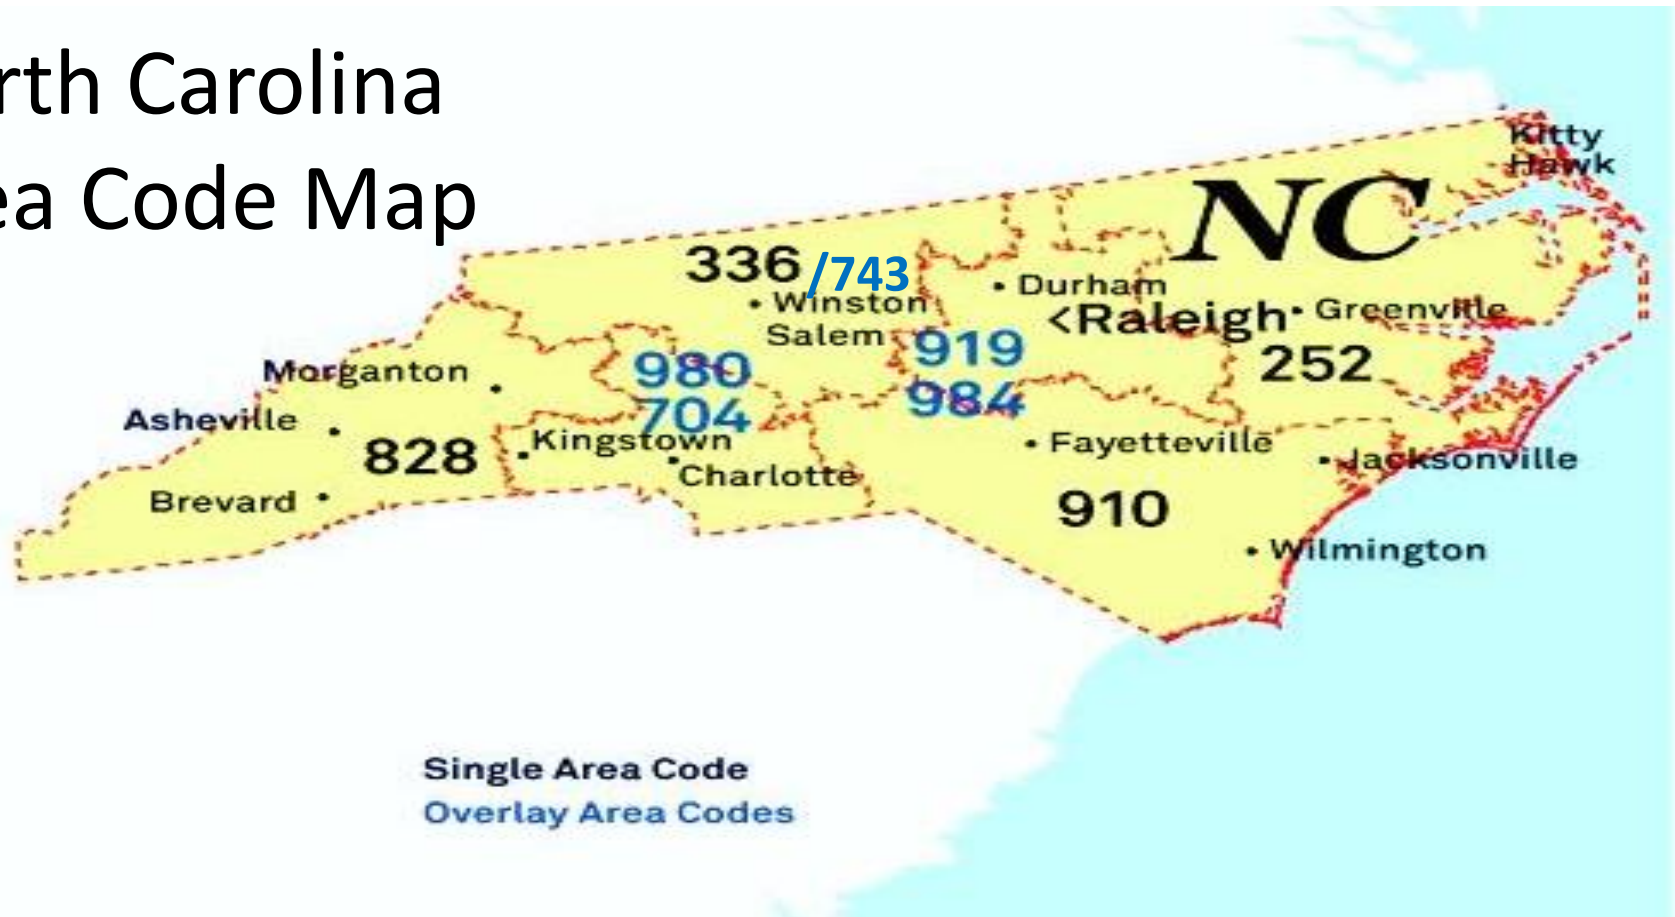 rth Carolina
ea Code Map
Kitty
Hawk
NC
336 /743
Winston
Salem
Durham
<Raleigh
Greenville
919
984
252
980
704
Morganton
Asheville
828
Kingstown
Charlotte
Brevard
Fayetteville
Jacksonville
910
Wilmington
Single Area Code
Overlay Area Codes